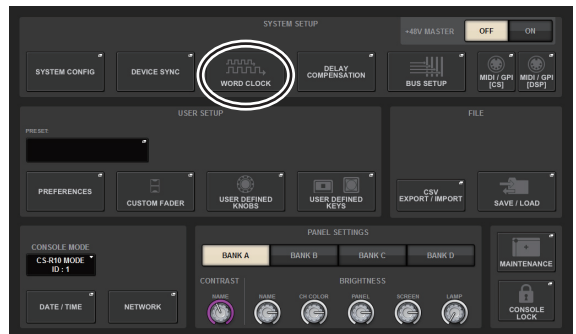 SYSTEM SETUP
+48V MASTER
OFF
ON
SYSTEM CONFIG
DEVICE SYNC
WORD CLOCK
DELAY
COMPENSATION
BUS SETUP
MIDI / GPI
[CS]
MIDI / GPI
[DSP]
USER SETUP
PRESET
PREFERENCES
CUSTOM FADER
USER DEFINED
KNOBS
USER DEFINED
KEYS
FILE
CSV
EXPORT / IMPORT
SAVE / LOAD
CONSOLE MODE
CS-R10 MODE
ID : 1
DATE / TIME
NETWORK
PANEL SETTINGS
BANK A
BANK B
BANK C
BANK D
CONTRAST
BRIGHTNESS
NAME
NAME
CH COLOR
PANEL
SCREEN
LAMP
MAINTENANCE
CONSOLE
LOCK